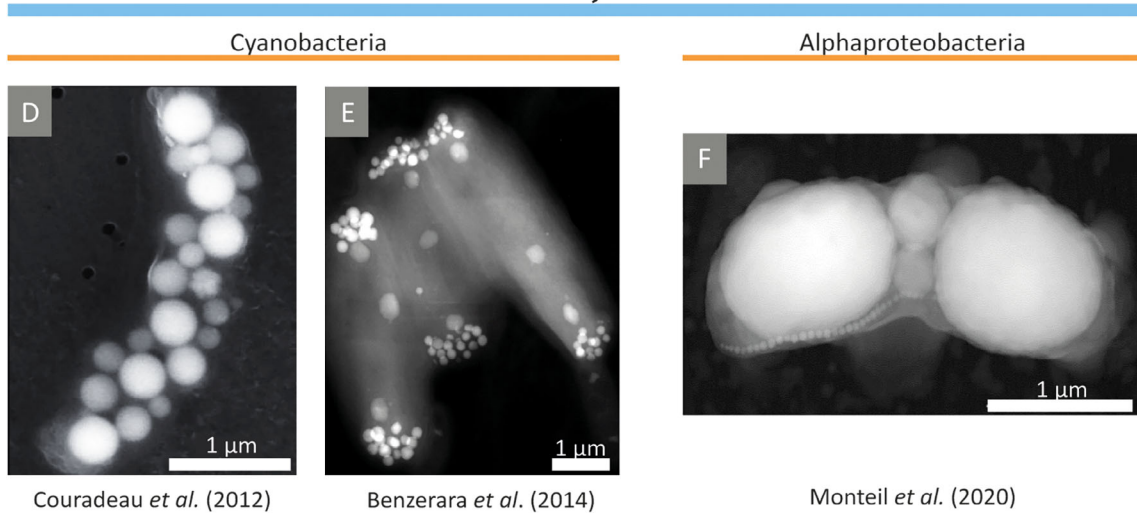 Cyanobacteria
Alphaproteobacteria
D
E
F
1 µm
1 µm
1 µm
Couradeau et al. (2012)
Benzerara et al. (2014)
Monteil et al. (2020)